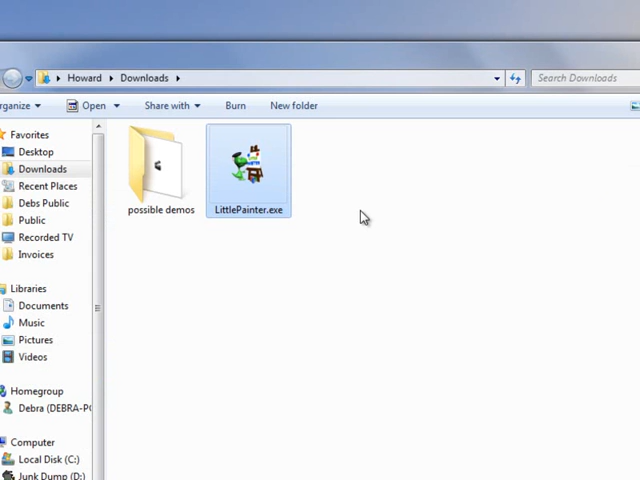 Howard Downloads
Search Downloads
rganize Open Share with Burn New folder
Favorites
Desktop
Downloads
Recent Places
Debs Public
Public
Recorded TV
Invoices
Libraries
Documents
Music
Pictures
Videos
Homegroup
Debra (DEBRA-PC
Computer
Local Disk (C:)
Junk Dump (D:)
possible demos
LittlePainter.exe